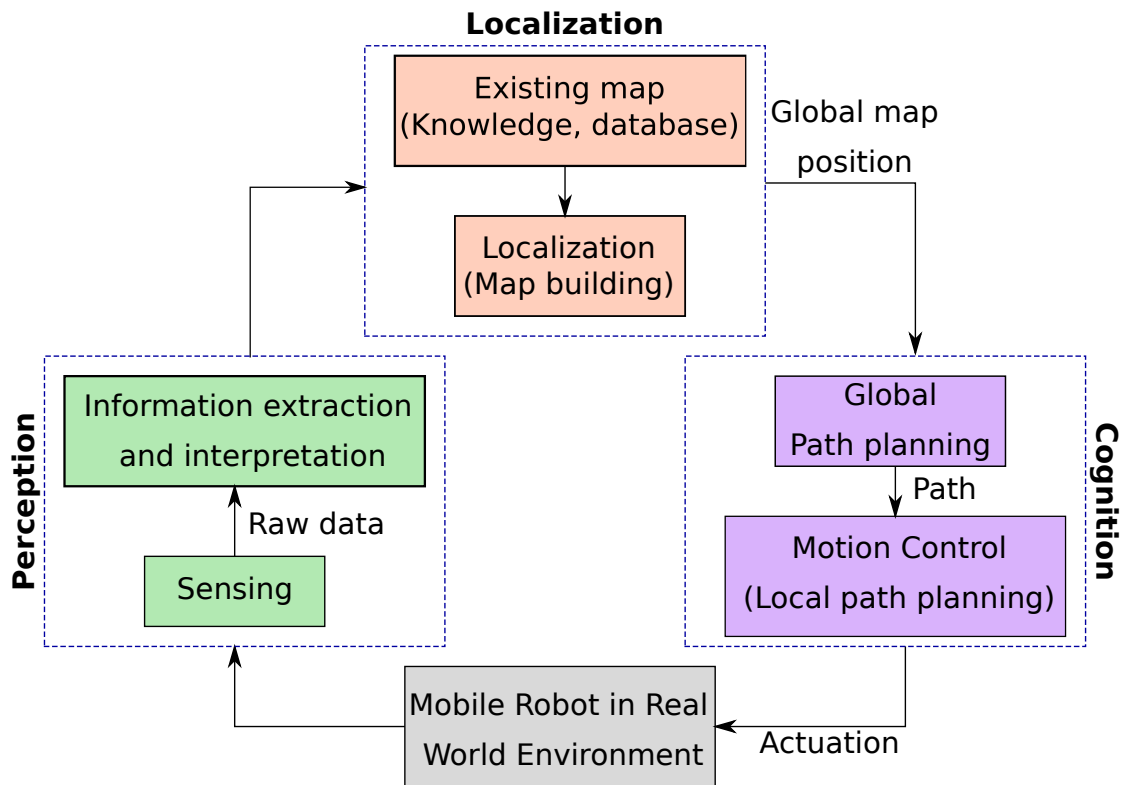 Localization
Existing map
(Knowledge, database)
Global map
position
Localization
(Map building)
Perception
Information extraction
and interpretation
Raw data
Sensing
Global
Path planning
Path
Motion Control
(Local path planning)
Cognition
Mobile Robot in Real
World Environment
Actuation